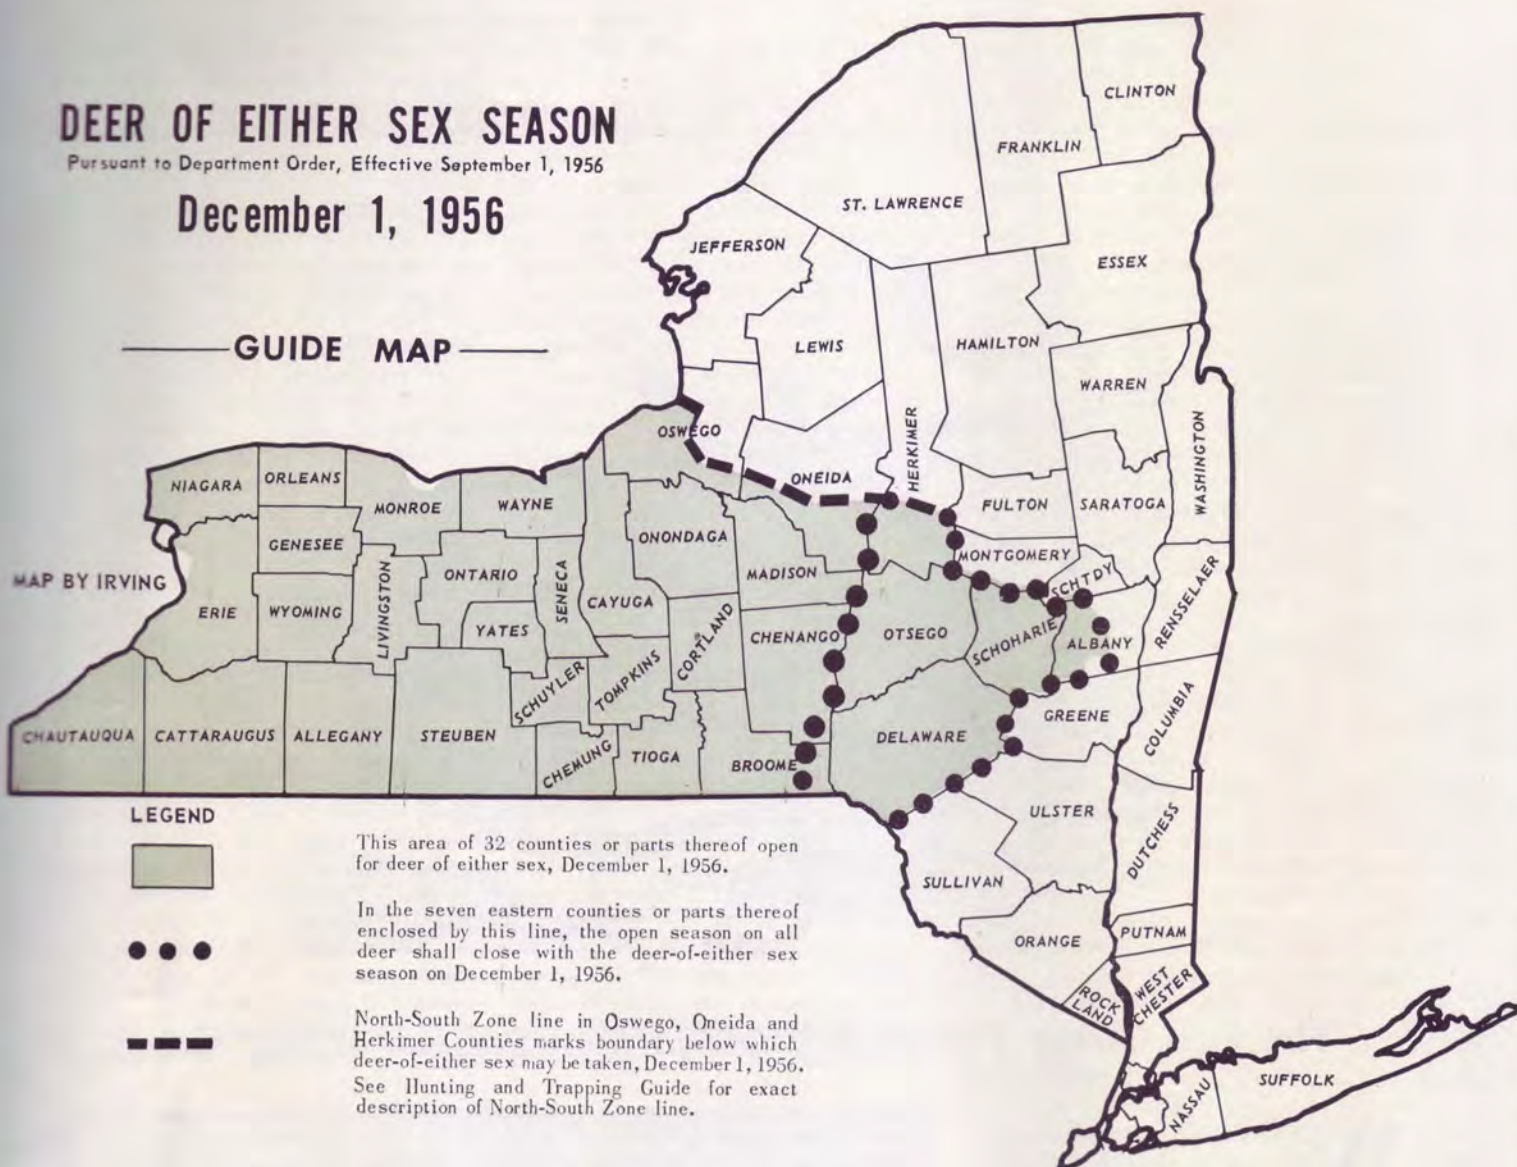 DEER OF EITHER SEX SEASON
Pursuant to Department Order, Effective September 1, 1956
December 1, 1956
GUIDE MAP
MAP BY IRVING
CLINTON
FRANKLIN
ST. LAWRENCE
JEFFERSON
ESSEX
LEWIS
HAMILTON
HERKIMER
WARREN
WASHINGTON
OSWEGO
ONEIDA
FULTON
SARATOGA
NIAGARA
ORLEANS
MONROE
WAYNE
GENESEE
ONONDAGA
MADISON
MONTGOMERY
SCHTDY
RENSSELAER
ERIE
WYOMING
LIVINGSTON
ONTARIO
YATES
SENECA
CAYUGA
CORTLAND
CHENANGO
OTSEGO
SCHOHARIE
ALBANY
CHAUTAUQUA
CATTARAUGUS
ALLEGANY
STEUBEN
SCHUYLER
TOMPKINS
CHEMUNG
TIOGA
BROOME
DELAWARE
GREENE
COLUMBIA
ULSTER
DUTCHESS
SULLIVAN
ORANGE
PUTNAM
ROCK
LAND
WEST
CHESTER
NASSAU
SUFFOLK
LEGEND
This area of 32 counties or parts thereof open
for deer of either sex, December 1, 1956.
In the seven eastern counties or parts thereof
enclosed by this line, the open season on all
deer shall close with the deer-of-either sex
season on December 1, 1956.
North-South Zone line in Oswego, Oneida and
Herkimer Counties marks boundary below which
deer-of-either sex may be taken, December 1, 1956.
See Hunting and Trapping Guide for exact
description of North-South Zone line.